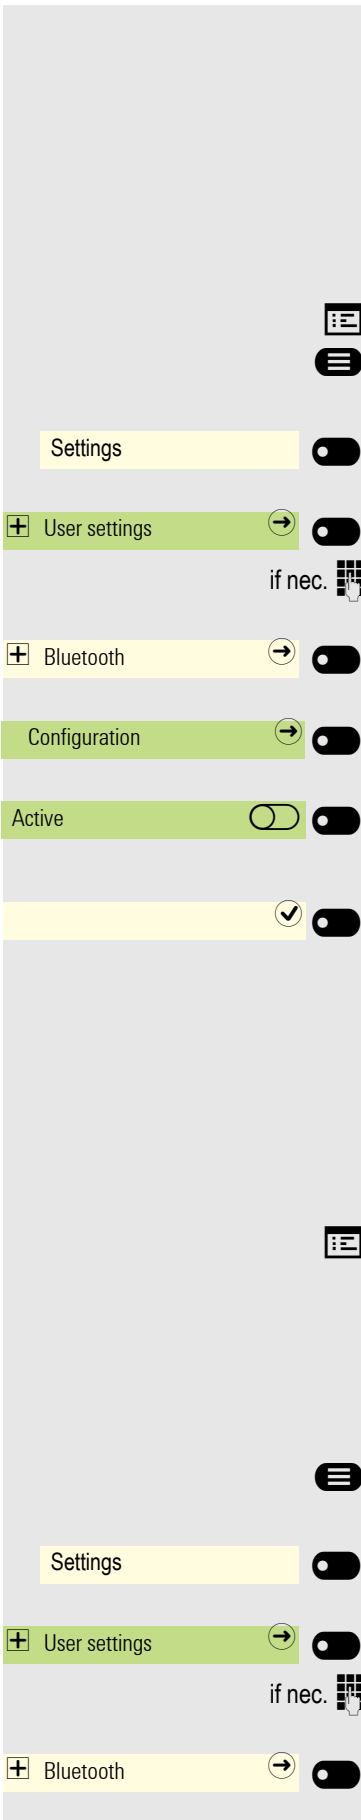 Settings
User settings
if nec.
Bluetooth
Configuration
Active
Settings
User settings
if nec.
Bluetooth